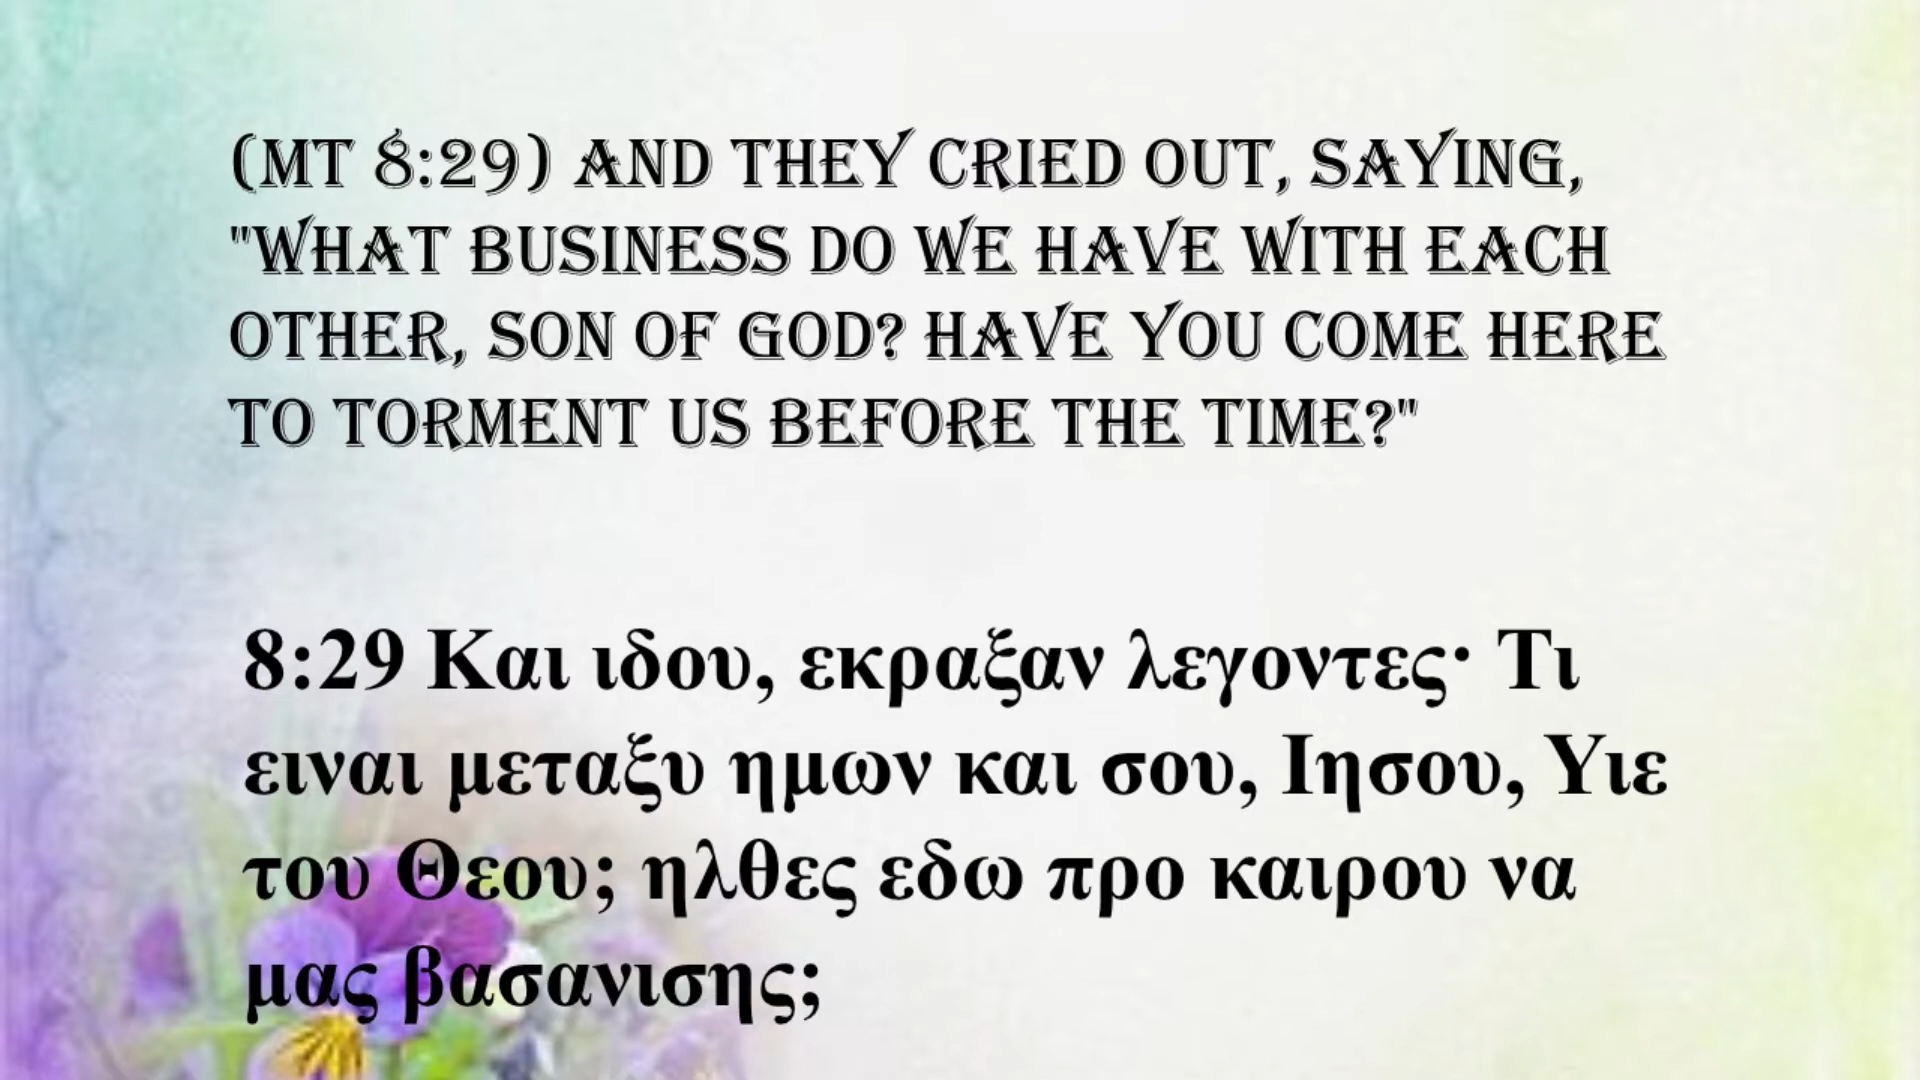 (MT 8:29) AND THEY CRIED OUT, SAYING,
"WHAT BUSINESS DO WE HAVE WITH EACH
OTHER, SON OF GOD? HAVE YOU COME HERE
TO TORMENT US BEFORE THE TIME?"
8:29 Και ιδου, εκραξαν λεγοντες· Τι
ειναι μεταξυ ημων και σου, Ιησου, Υιε
του Θεου; ηλθες εδω προ καιρου να
μας βασανισης;